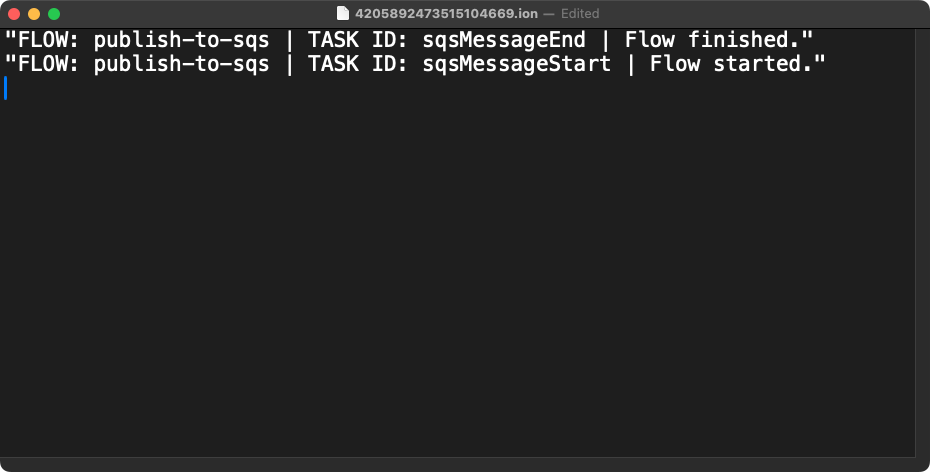 4205892473515104669.ion — Edited
"FLOW: publish-to-sqs | TASK ID: sqsMessageEnd | Flow finished."
"FLOW: publish-to-sqs | TASK ID: sqsMessageStart | Flow started."